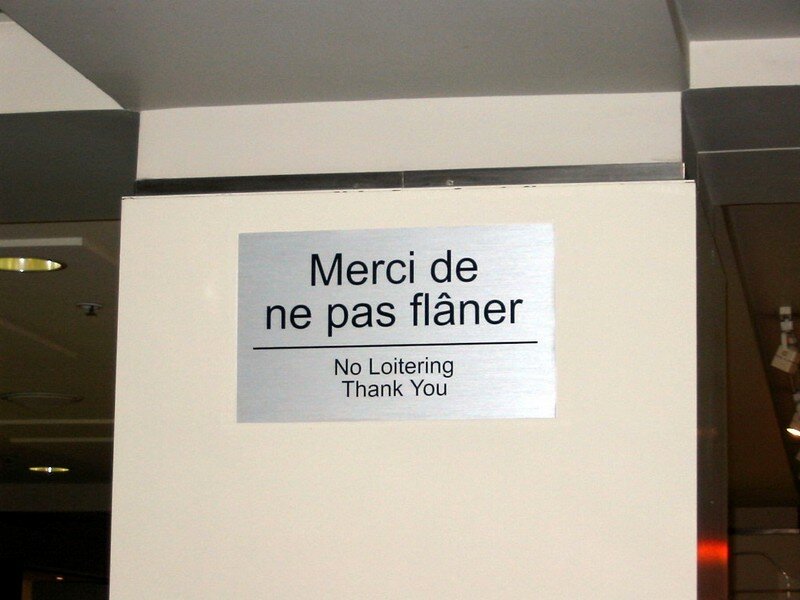 Merci de
ne pas flâner
No Loitering
Thank You